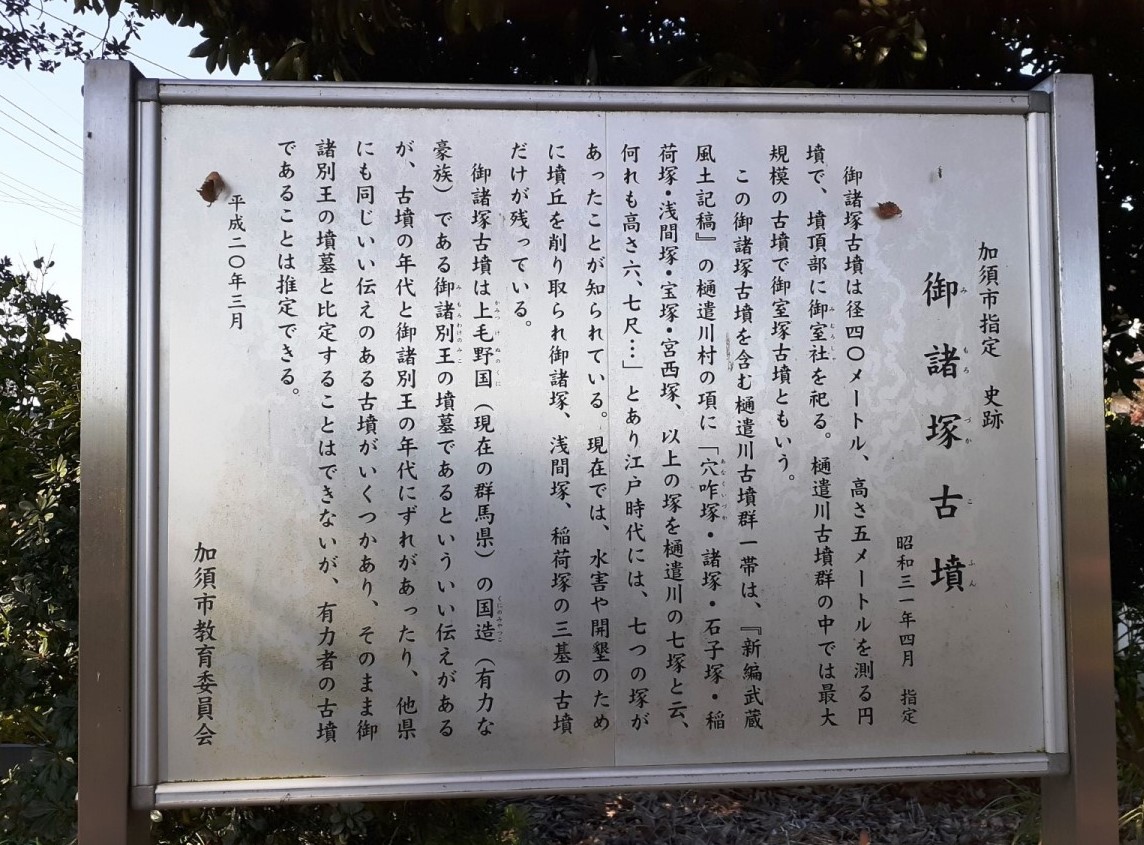 加須市指定 史跡
御諸塚古墳
みもろづかこふん
昭和三一年四月 指定
御諸塚古墳は径四〇メートル、高さ五メートルを測る円
墳で、墳頂部に御室社を祀る。樋遣川古墳群の中では最大
規模の古墳で御室塚古墳ともいう。
この御諸塚古墳を含む樋遣川古墳群一帯は、『新編武蔵
風土記稿』の樋遣川村の項に「穴咋塚・諸塚・石子塚・稲
荷塚・浅間塚・宝塚・宮西塚、以上の塚を樋遣川の七塚と云、
何れも高さ六、七尺…」とあり江戸時代には、七つの塚が
あったことが知られている。現在では、水害や開墾のため
に墳丘を削り取られ御諸塚、浅間塚、稲荷塚の三基の古墳
だけが残っている。
御諸塚古墳は上毛野国（現在の群馬県）の国造（有力な
豪族）である御諸別王の墳墓であるといういい伝えがある
が、古墳の年代と御諸別王の年代にずれがあったり、他県
にも同じいい伝えのある古墳がいくつかあり、そのまま御
諸別王の墳墓と比定することはできないが、有力者の古墳
であることは推定できる。
平成二〇年三月
加須市教育委員会